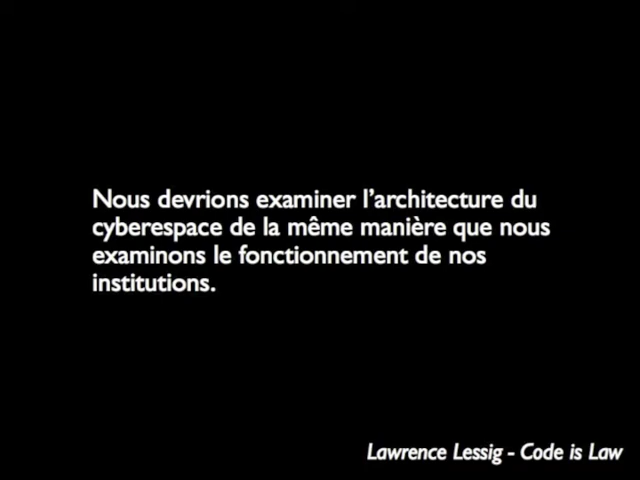 Nous devrions examiner l’architecture du
cyberespace de la même manière que nous
examinons le fonctionnement de nos
institutions.
Lawrence Lessig - Code is Law